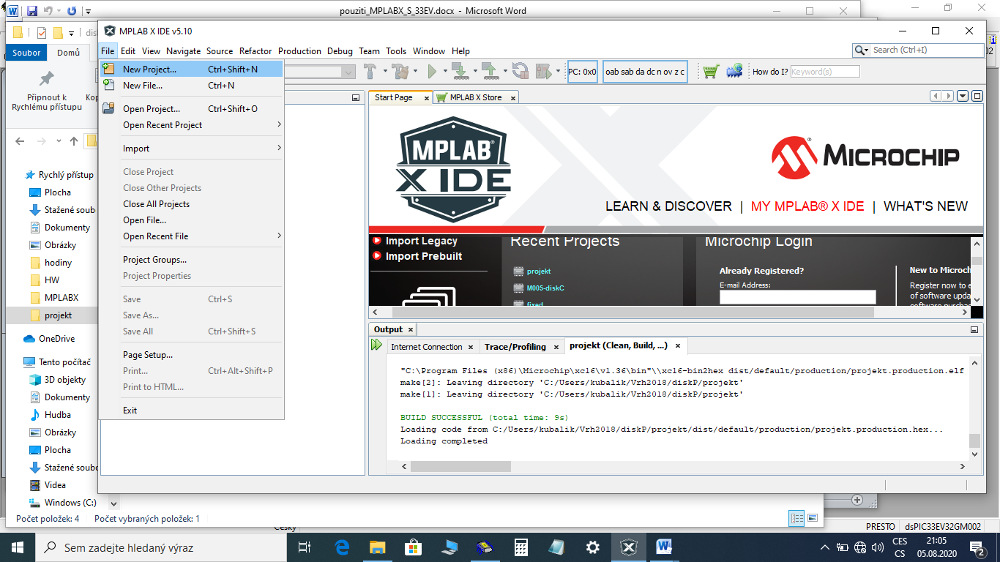 pouziti_MPLABX_S_33EV.docx - Microsoft Word
MPLAB X IDE v5.10
Soubor
Domů
File Edit View Navigate Source Refactor Production Debug Team Tools Window Help
Search (Ctrl+I)
PC: 0x0
oab sab da dc n ov z c
How do I?
Keyword(s)
New Project... Ctrl+Shift+N
New File... Ctrl+N
Open Project... Ctrl+Shift+O
Open Recent Project
Import
Close Project
Close Other Projects
Close All Projects
Open File...
Open Recent File
Project Groups...
Project Properties
Save Ctrl+S
Save As...
Save All Ctrl+Shift+S
Page Setup...
Print... Ctrl+Alt+Shift+P
Print to HTML...
Exit
Připnout k
Rychlému přístupu
Rychlý přístup
Plocha
Stažené soub
Dokumenty
Obrázky
hodiny
HW
MPLABX
projekt
OneDrive
Tento počítač
3D objekty
Dokumenty
Hudba
Obrázky
Plocha
Stažené soubo
Videa
Windows (C:)
Počet položek: 4 Počet vybraných položek: 1
Start Page
MPLAB X Store
MPLAB®
X IDE
MICROCHIP
LEARN & DISCOVER | MY MPLAB® X IDE | WHAT'S NEW
Import Legacy
Import Prebuilt
Recent Projects
projekt
M005-diskC
fixed
Microchip Login
Already Registered?
E-mail Address:
New to Microch
Register now to e
of software upda
software purchas
Output
Internet Connection
Trace/Profiling
projekt (Clean, Build, ...)
"C:\Program Files (x86)\Microchip\xc16\v1.36\bin"\\xc16-bin2hex dist/default/production/projekt.production.elf
make[2]: Leaving directory 'C:/Users/kubalik/Vrh2018/diskP/projekt'
make[1]: Leaving directory 'C:/Users/kubalik/Vrh2018/diskP/projekt'
BUILD SUCCESSFUL (total time: 9s)
Loading code from C:/Users/kubalik/Vrh2018/diskP/projekt/dist/default/production/projekt.production.hex...
Loading completed
Česky
PRESTO
dsPIC33EV32GM002
Sem zadejte hledaný výraz
CES
CS
21:05
05.08.2020
2